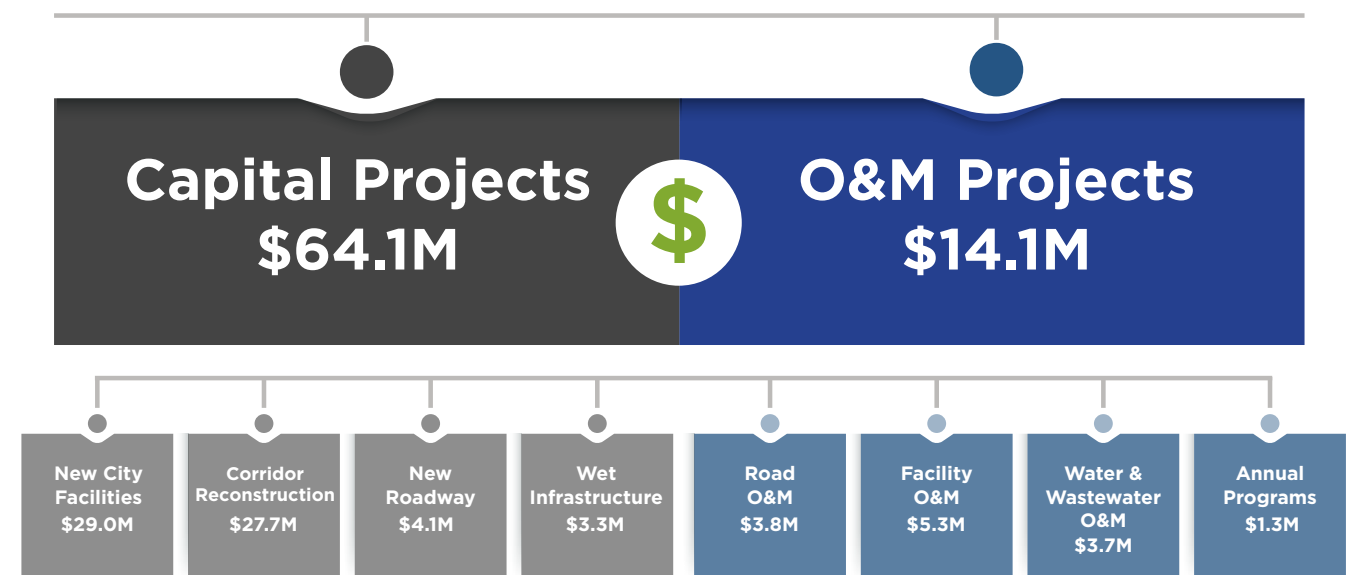 Capital Projects
$64.1M
$
O&M Projects
$14.1M
New City
Facilities
$29.0M
Corridor
Reconstruction
$27.7M
New
Roadway
$4.1M
Wet
Infrastructure
$3.3M
Road
O&M
$3.8M
Facility
O&M
$5.3M
Water &
Wastewater
O&M
$3.7M
Annual
Programs
$1.3M